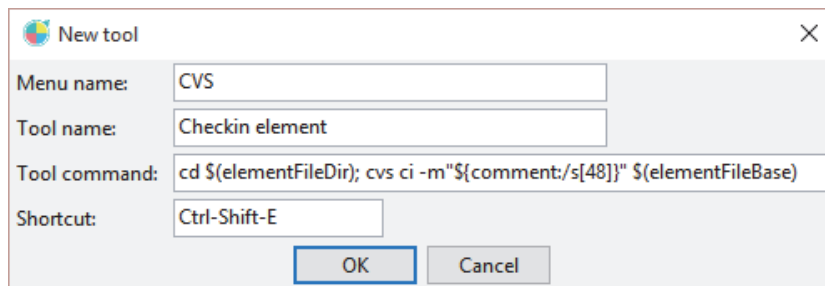 New tool
Menu name: CVS
Tool name: Checkin element
Tool command: cd $(elementFileDir); cvs ci -m"${comment:/s[48]}" $(elementFileBase)
Shortcut: Ctrl-Shift-E
OK Cancel